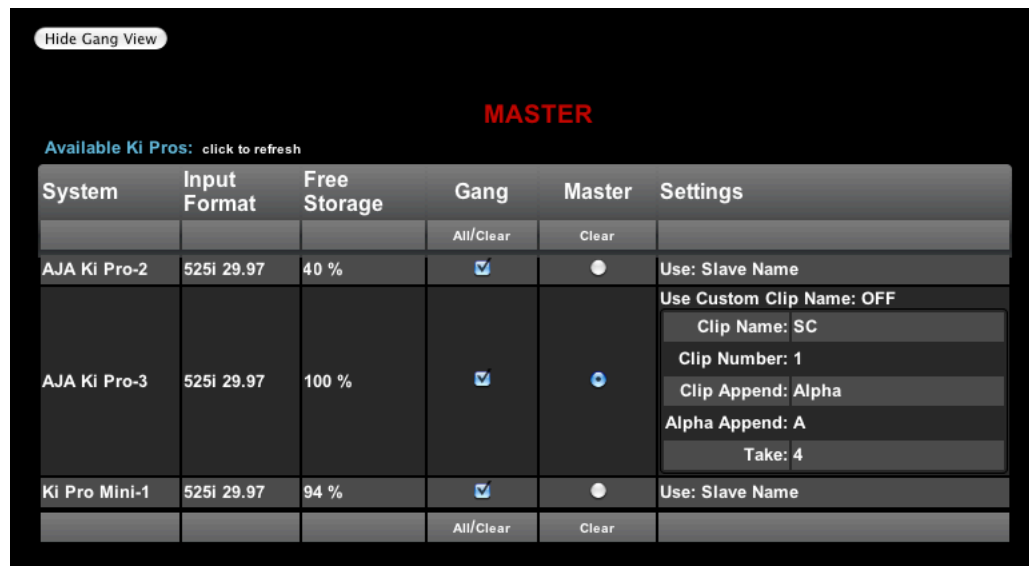 Hide Gang View
MASTER
Available Ki Pros: click to refresh
System Input Format Free Storage Gang Master Settings
All/Clear Clear
AJA Ki Pro-2 525i 29.97 40 % Use: Slave Name
AJA Ki Pro-3 525i 29.97 100 % Use Custom Clip Name: OFF
Clip Name: SC
Clip Number: 1
Clip Append: Alpha
Alpha Append: A
Take: 4
Ki Pro Mini-1 525i 29.97 94 % Use: Slave Name
All/Clear Clear